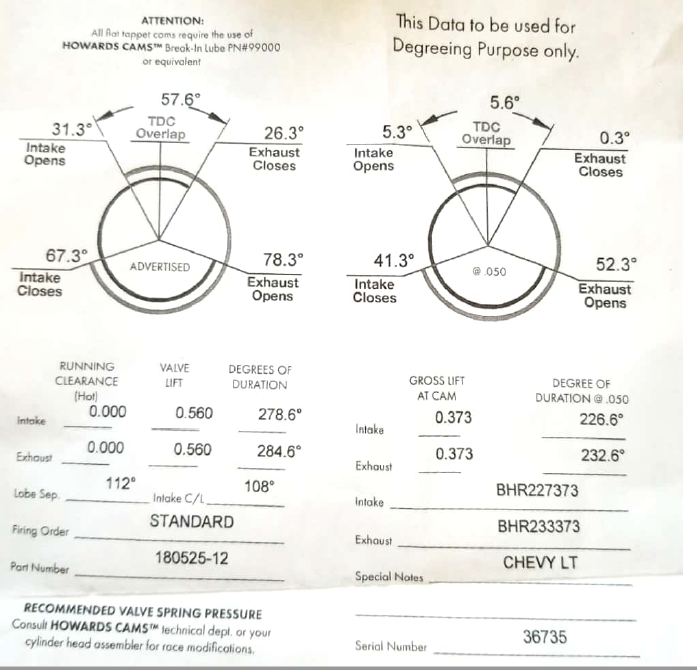 ATTENTION:
All flat tappet cams require the use of
HOWARDS CAMS™ Break-In Lube PN#99000
or equivalent
This Data to be used for
Degreeing Purpose only.
57.6°
31.3°
TDC
Overlap
26.3°
Intake
Opens
Exhaust
Closes
67.3°
78.3°
ADVERTISED
Intake
Closes
Exhaust
Opens
5.6°
5.3°
TDC
Overlap
0.3°
Intake
Opens
Exhaust
Closes
41.3°
52.3°
@ .050
Intake
Closes
Exhaust
Opens
RUNNING
CLEARANCE
(Hot)
VALVE
LIFT
DEGREES OF
DURATION
Intake 0.000 0.560 278.6°
Exhaust 0.000 0.560 284.6°
Lobe Sep. 112° Intake C/L 108°
Firing Order STANDARD
Part Number 180525-12
RECOMMENDED VALVE SPRING PRESSURE
Consult HOWARDS CAMS™ technical dept. or your
cylinder head assembler for race modifications.
GROSS LIFT
AT CAM
DEGREE OF
DURATION @ .050
Intake 0.373 226.6°
Exhaust 0.373 232.6°
Intake BHR227373
Exhaust BHR233373
Special Notes CHEVY LT
Serial Number 36735